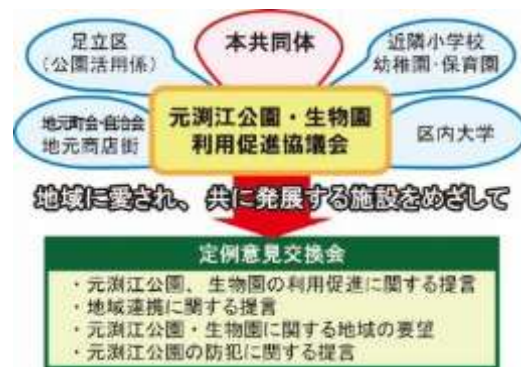 足立区
(公園活用係)
本共同体
近隣小学校
幼稚園・保育園
地元町会・自治会
地元商店街
元渕江公園・生物園
利用促進協議会
区内大学
地域に愛され、共に発展する施設をめざして
定例意見交換会
・元渕江公園、生物園の利用促進に関する提言
・地域連携に関する提言
・元渕江公園・生物園に関する地域の要望
・元渕江公園の防犯に関する提言